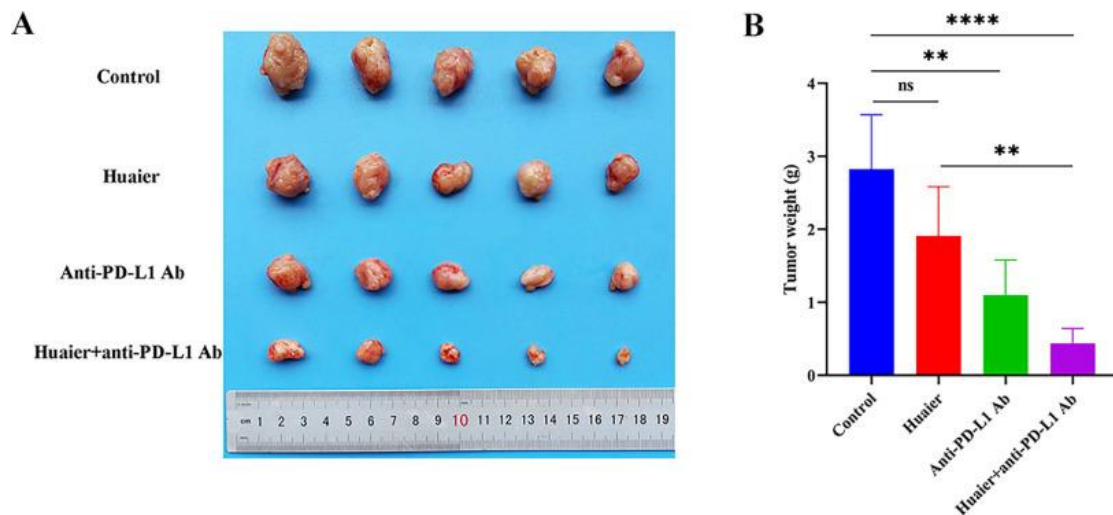 A
Control
Huaier
Anti-PD-L1 Ab
Huaier+anti-PD-L1 Ab
cm 1 2 3 4 5 6 7 8 9 10 11 12 13 14 15 16 17 18 19
B
****
**
ns
**
Tumor weight (g)
4
3
2
1
0
Control
Huaier
Anti-PD-L1 Ab
Huaier+anti-PD-L1 Ab